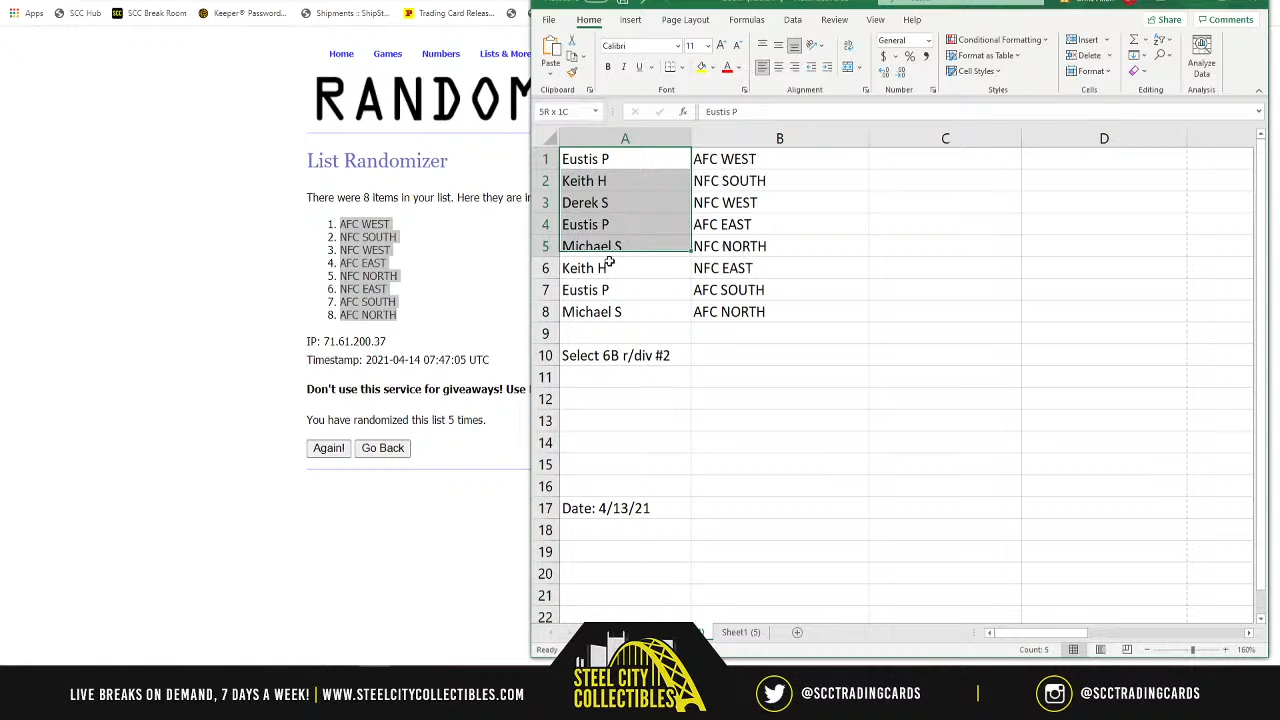 Apps SCC Hub SCC Break Room Keeper® Password... Shipments :: ShipSt... Trading Card Releas...
Home Games Numbers Lists & More
RANDOM
List Randomizer
There were 8 items in your list. Here they are in
1. AFC WEST
2. NFC SOUTH
3. NFC WEST
4. AFC EAST
5. NFC NORTH
6. NFC EAST
7. AFC SOUTH
8. AFC NORTH
IP: 71.61.200.37
Timestamp: 2021-04-14 07:47:05 UTC
Don't use this service for giveaways! Use
You have randomized this list 5 times.
Again! Go Back
File Home Insert Page Layout Formulas Data Review View Help Share Comments
Paste Calibri 11 General Conditional Formatting Format as Table Cell Styles Insert Delete Format Analyze Data
Clipboard Font Alignment Number Styles Cells Editing Analysis
5R x 1C fx Eustis P
A B C D
1 Eustis P AFC WEST
2 Keith H NFC SOUTH
3 Derek S NFC WEST
4 Eustis P AFC EAST
5 Michael S NFC NORTH
6 Keith H NFC EAST
7 Eustis P AFC SOUTH
8 Michael S AFC NORTH
9
10 Select 6B r/div #2
11
12
13
14
15
16
17 Date: 4/13/21
18
19
20
21
22
Sheet1 (5)
Ready Count: 5 160%
LIVE BREAKS ON DEMAND, 7 DAYS A WEEK! | WWW.STEELCITYCOLLECTIBLES.COM
STEEL CITY
COLLECTIBLES
@SCCTRADINGCARDS | @SCCTRADINGCARDS